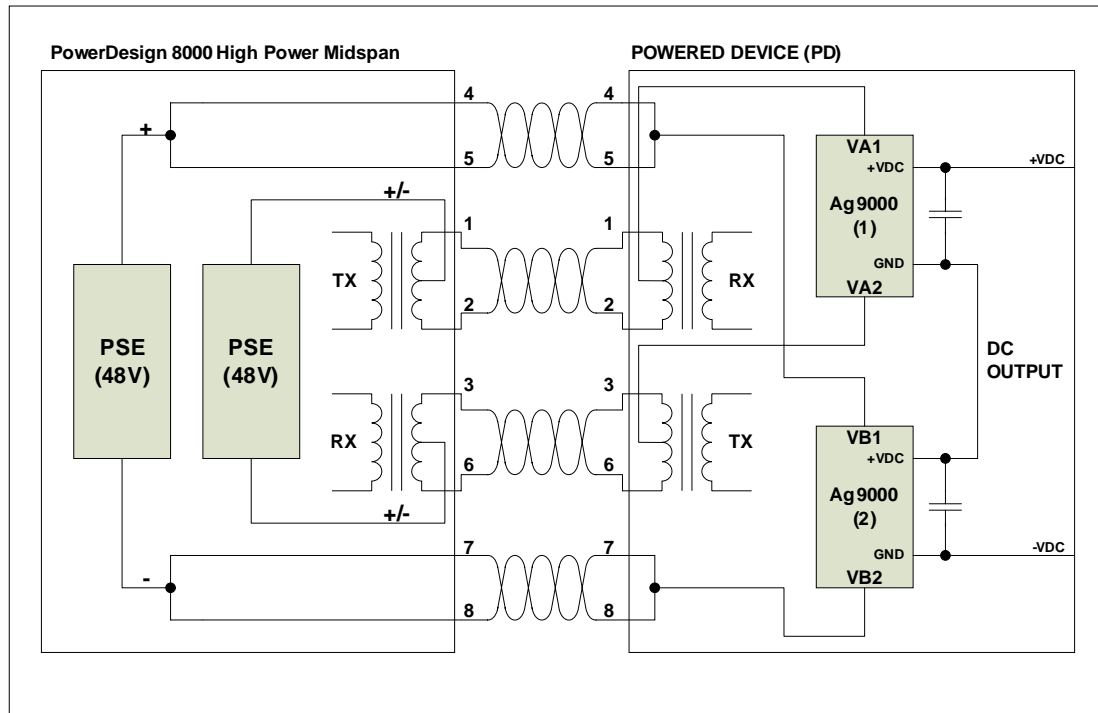 PowerDesign 8000 High Power Midspan
POWERED DEVICE (PD)
4
4
+
5
5
VA1
+VDC
+VDC
+/-
Ag9000
(1)
1
1
TX
RX
GND
2
2
VA2
PSE
(48V)
PSE
(48V)
DC
OUTPUT
3
3
RX
TX
VB1
+VDC
6
6
Ag9000
(2)
+/-
7
7
GND
-VDC
-
VB2
8
8